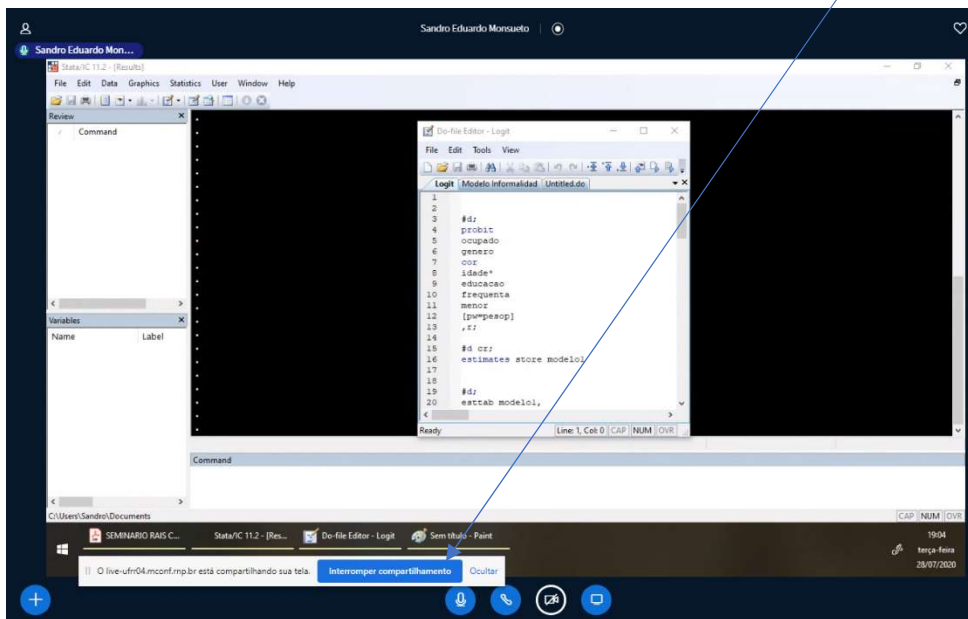 Sandro Eduardo Monsueto
Sandro Eduardo Mon...
Stata/IC 11.2 - [Results]
File Edit Data Graphics Statistics User Window Help
Review
Command
Variables
Name Label
Do-file Editor - Logit
File Edit Tools View
Logit Modelo Informalidad Untitled.do
1
2
3 #d;
4 probit
5 ocupado
6 genero
7 cor
8 idade*
9 educacao
10 frequenta
11 menor
12 [pw=pesop]
13 ,r;
14
15 #d cr;
16 estimates store modelo1
17
18
19 #d;
20 esttab modelo1,
Ready Line: 1, Col: 0 CAP NUM OVR
Command
C:\Users\Sandro\Documents CAP NUM OVR
SEMINARIO RAIS C... Stata/IC 11.2 - [Res... Do-file Editor - Logit Sem título - Paint
19:04
terça-feira
28/07/2020
O live-ufrr04.mconf.rnp.br está compartilhando sua tela. Interromper compartilhamento Ocultar